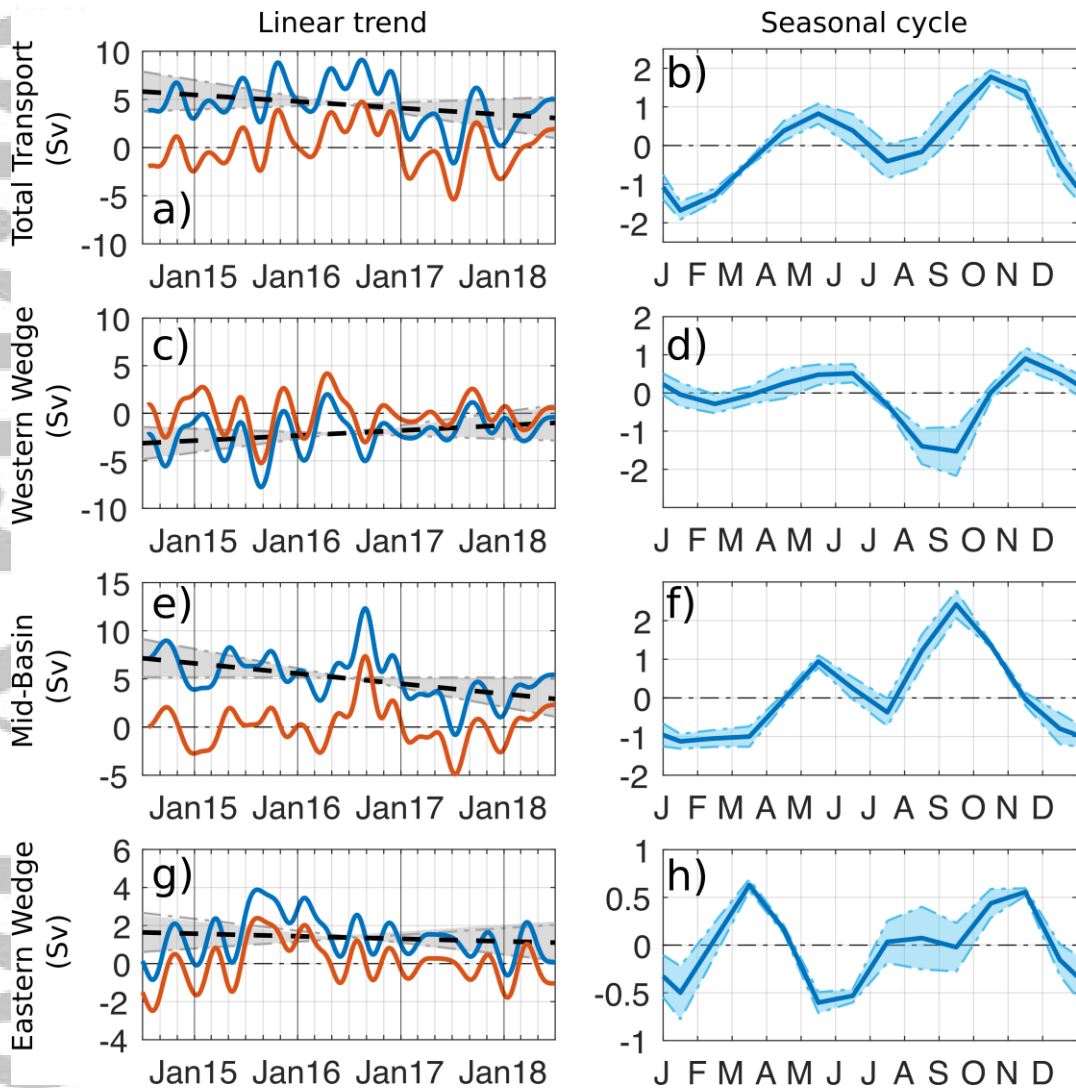 Linear trend
Seasonal cycle
Total Transport
(Sv)
10
5
0
-5
-10
a)
Jan15 Jan16 Jan17 Jan18
2
1
0
-1
-2
b)
J F M A M J J A S O N D
Western Wedge
(Sv)
10
5
0
-5
-10
c)
Jan15 Jan16 Jan17 Jan18
2
1
0
-1
-2
d)
J F M A M J J A S O N D
Mid-Basin
(Sv)
15
10
5
0
-5
e)
Jan15 Jan16 Jan17 Jan18
2
1
0
-1
-2
f)
J F M A M J J A S O N D
Eastern Wedge
(Sv)
6
4
2
0
-2
-4
g)
Jan15 Jan16 Jan17 Jan18
1
0.5
0
-0.5
-1
h)
J F M A M J J A S O N D